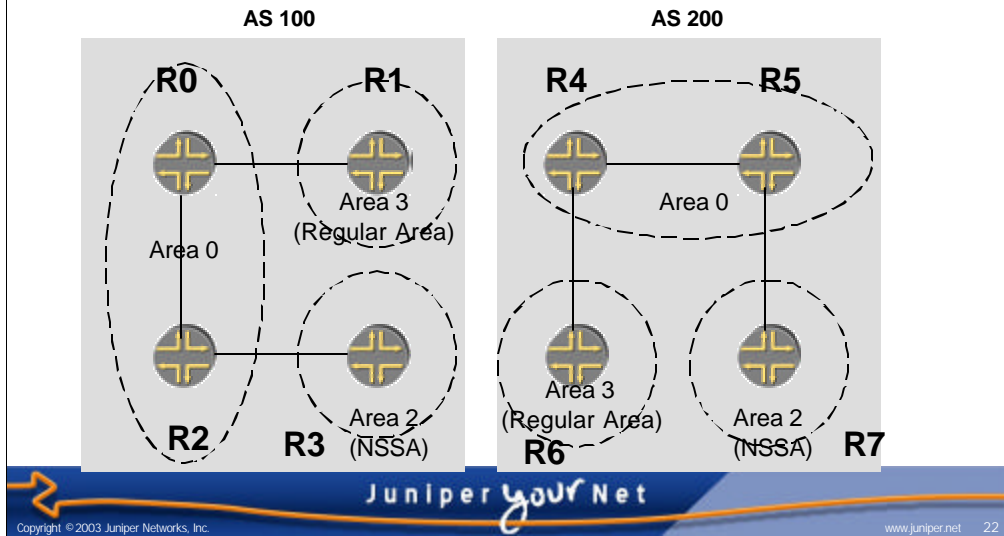 AS 100
AS 200
R0
R1
R4
R5
Area 3
(Regular Area)
Area 0
Area 0
R2
R3
Area 2
(NSSA)
Area 3
(Regular Area)
R6
Area 2
(NSSA)
R7
Juniper your Net
Copyright © 2003 Juniper Networks, Inc.
www.juniper.net 22